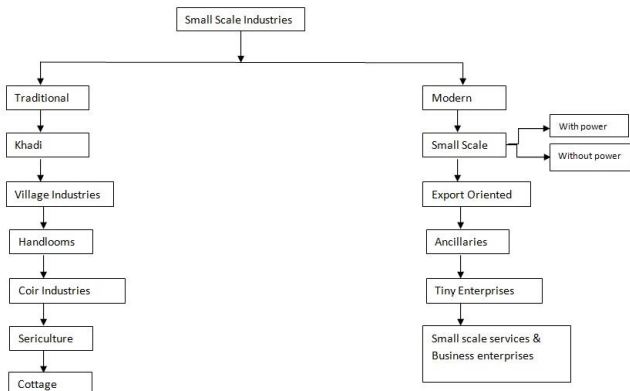 Small Scale Industries
Traditional
Khadi
Village Industries
Handlooms
Coir Industries
Sericulture
Cottage
Modern
Small Scale
With power
Without power
Export Oriented
Ancillaries
Tiny Enterprises
Small scale services &
Business enterprises